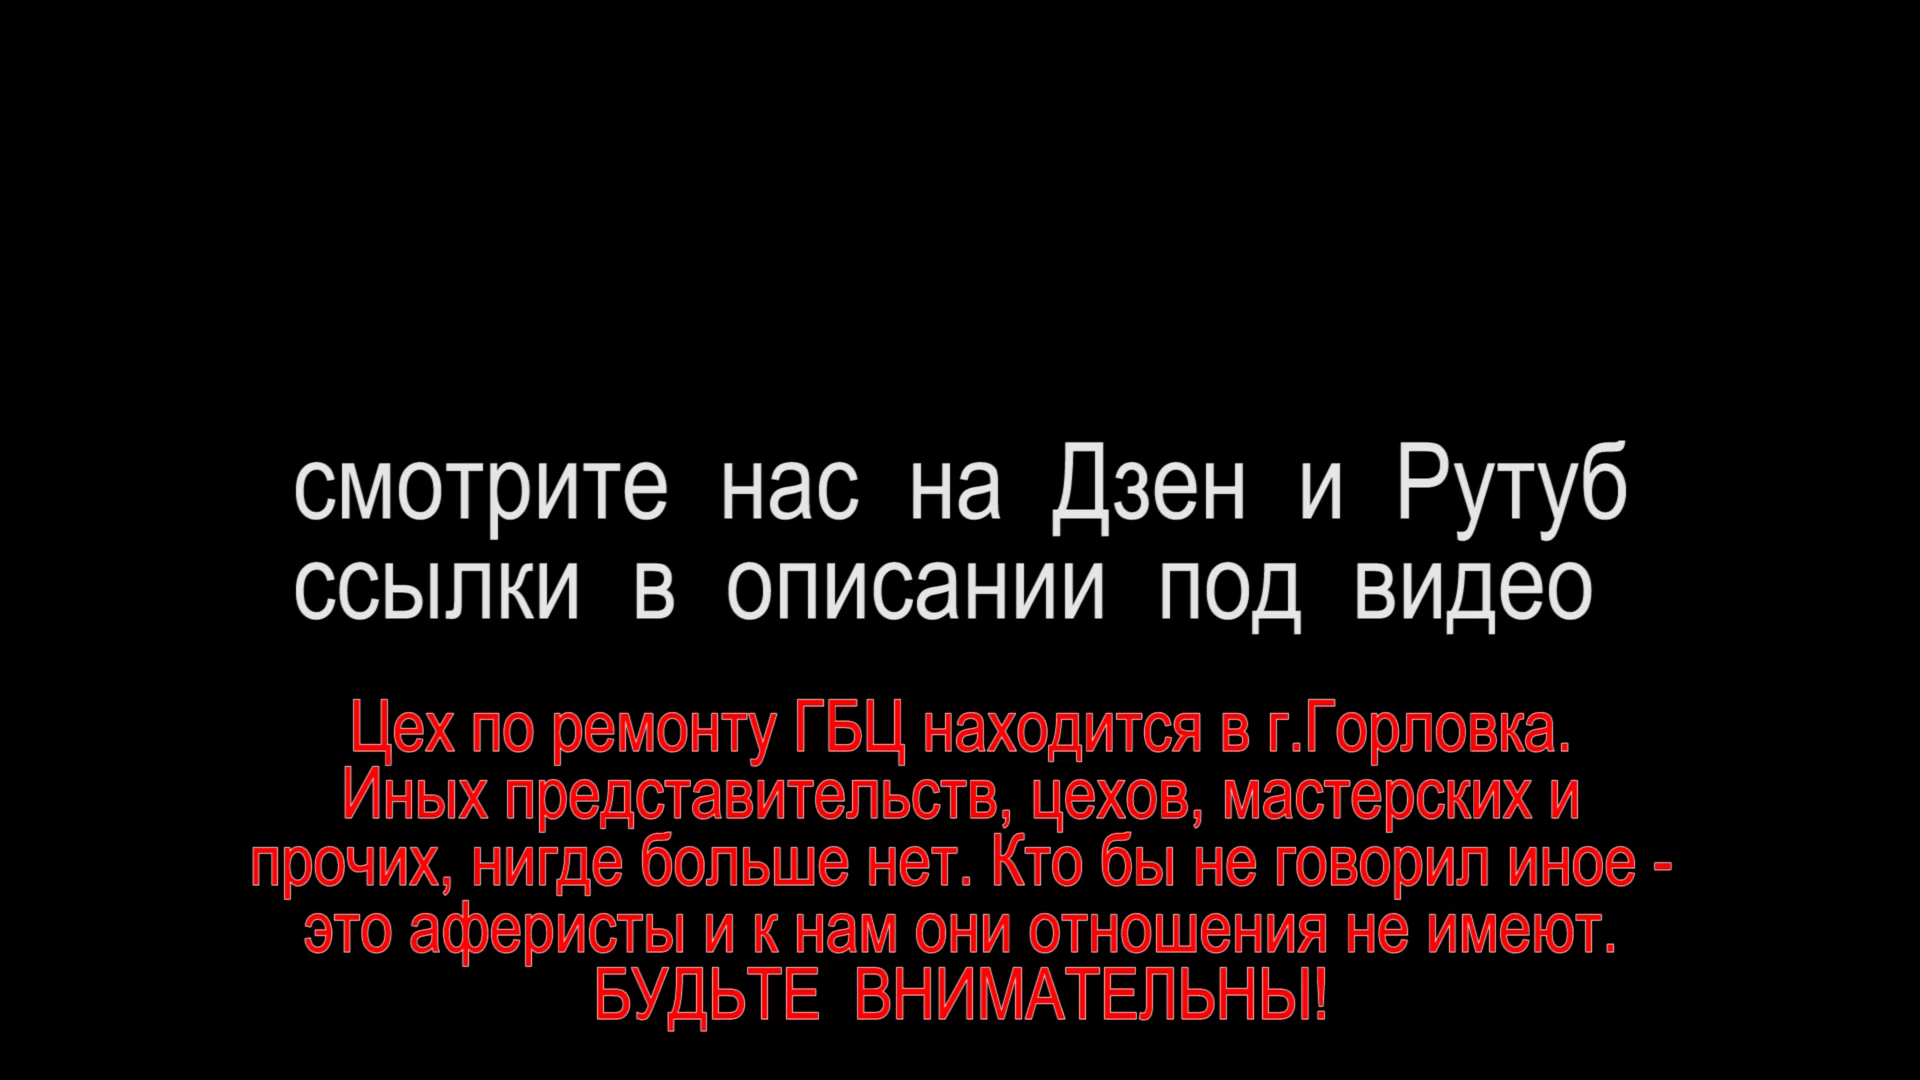 смотрите нас на Дзен и Рутуб
ссылки в описании под видео
Цех по ремонту ГБЦ находится в г.Горловка.
Иных представительств, цехов, мастерских и
прочих, нигде больше нет. Кто бы не говорил иное -
это аферисты и к нам они отношения не имеют.
БУДЬТЕ ВНИМАТЕЛЬНЫ!